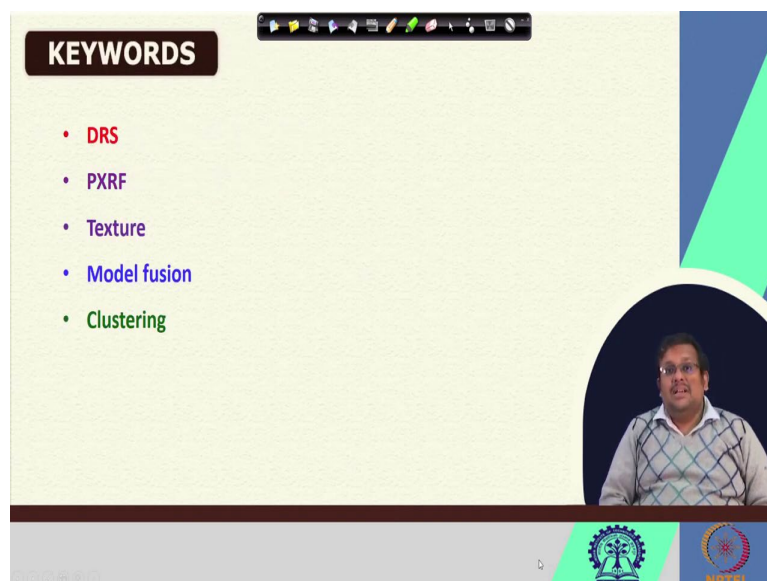 KEYWORDS
• DRS
• PXRF
• Texture
• Model fusion
• Clustering